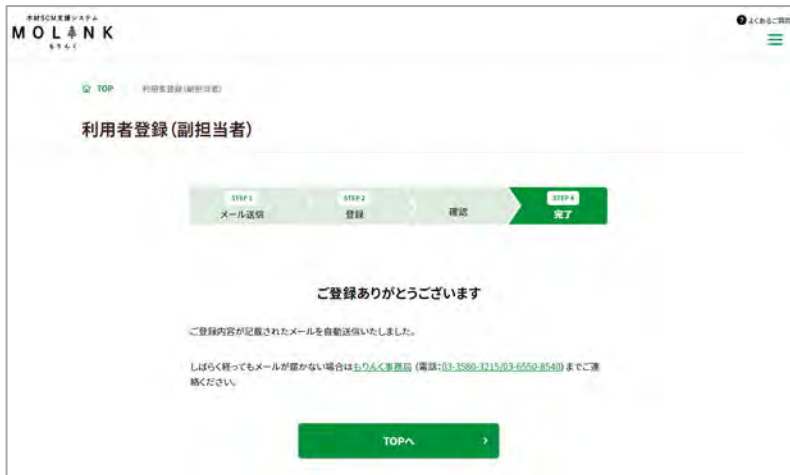 木材SCM支援システム
MOLINK
もりんく
よくあるご質問
TOP
利用者登録(副担当者)
利用者登録(副担当者)
STEP 1
メール送信
STEP 2
登録
確認
STEP 4
完了
ご登録ありがとうございます
ご登録内容が記載されたメールを自動送信いたしました。
しばらく経ってもメールが届かない場合はもりんく事務局 (電話:03-3580-3215/03-6550-8540) までご連
絡ください。
TOPへ